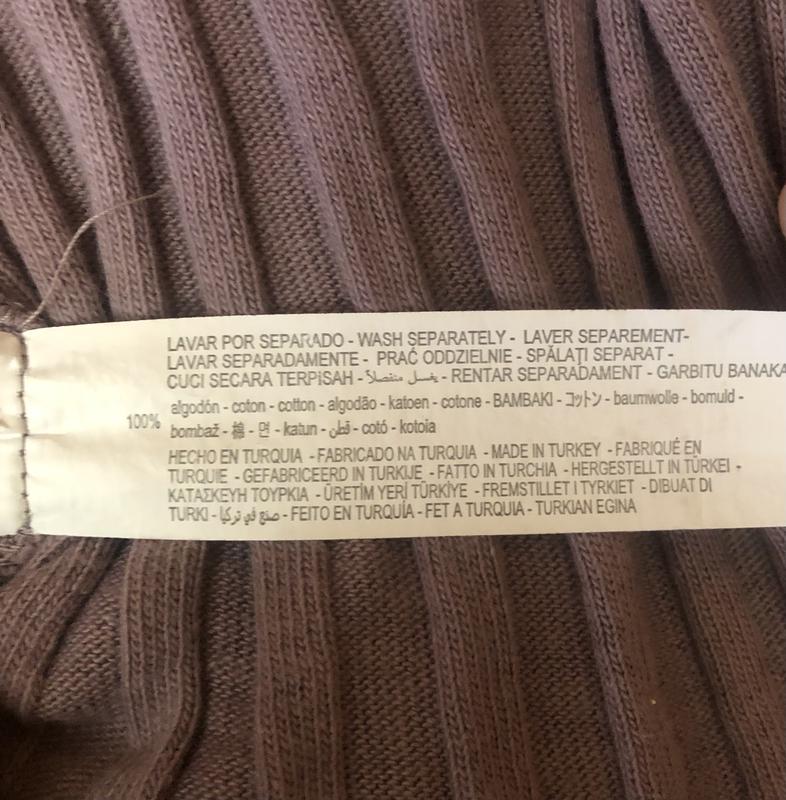 LAVAR POR SEPARADO - WASH SEPARATELY - LAVER SEPAREMENT-
LAVAR SEPARADAMENTE - PRAĆ ODDZIELNIE - SPĂLAȚI SEPARAT -
CUCI SECARA TERPISAH - يغسل منفصلاً - RENTAR SEPARADAMENT - GARBITU BANAKA
100% algodón - coton - cotton - algodão - katoen - cotone - BAMBAKI - コットン - baumwolle - bomuld -
bombaž - 棉 - 면 - katun - قطن - cotó - kotoia
HECHO EN TURQUIA - FABRICADO NA TURQUIA - MADE IN TURKEY - FABRIQUÉ EN
TURQUIE - GEFABRICEERD IN TURKIJE - FATTO IN TURCHIA - HERGESTELLT IN TÜRKEI -
ΚΑΤΑΣΚΕΥΗ ΤΟΥΡΚΙΑ - ÜRETİM YERİ TÜRKİYE - FREMSTILLET I TYRKIET - DIBUAT DI
TURKI - صنع في تركيا - FEITO EN TURQUÍA - FET A TURQUIA - TURKIAN EGINA